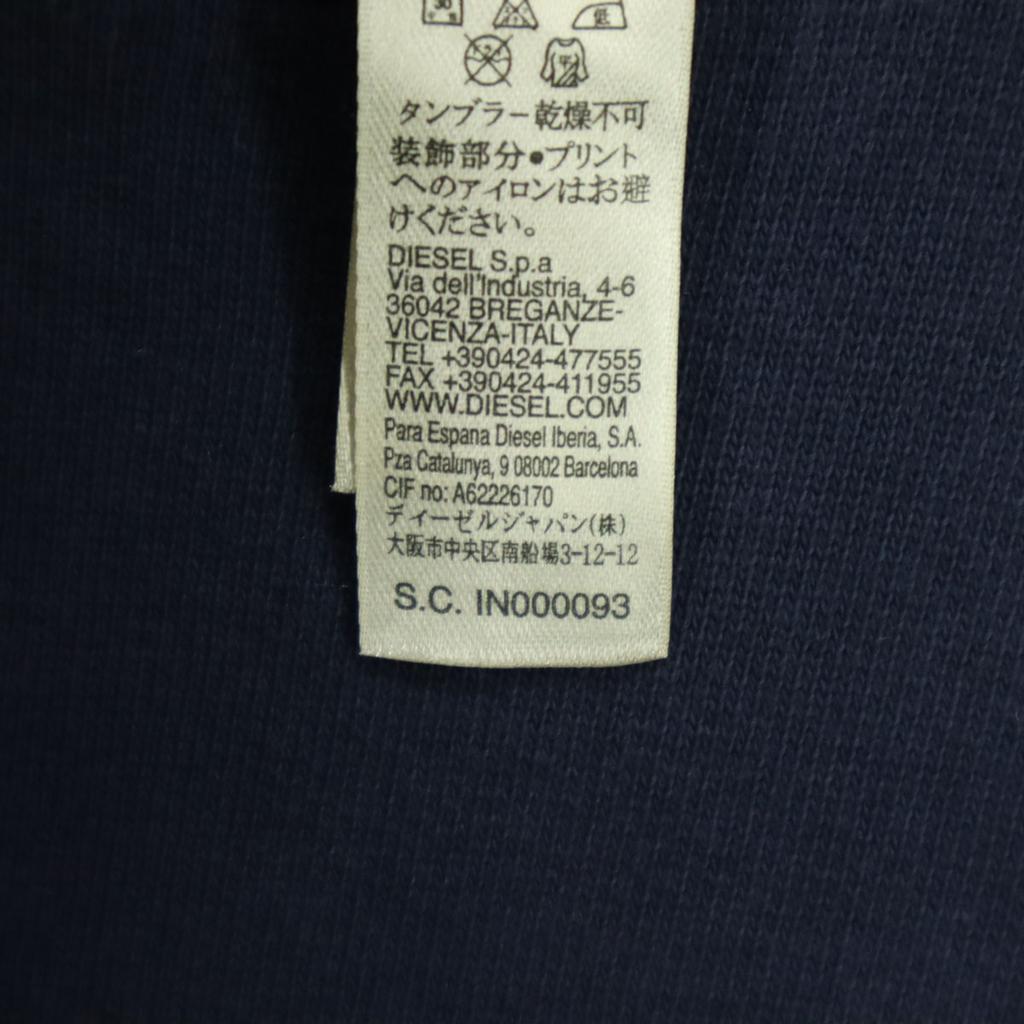 30
低
平
タンブラー乾燥不可
装飾部分●プリント
へのアイロンはお避
けください。
DIESEL S.p.a
Via dell'Industria, 4-6
36042 BREGANZE-
VICENZA-ITALY
TEL +390424-477555
FAX +390424-411955
WWW.DIESEL.COM
Para Espana Diesel Iberia, S.A.
Pza Catalunya, 9 08002 Barcelona
CIF no: A62226170
ディーゼルジャパン(株)
大阪市中央区南船場3-12-12
S.C. IN000093